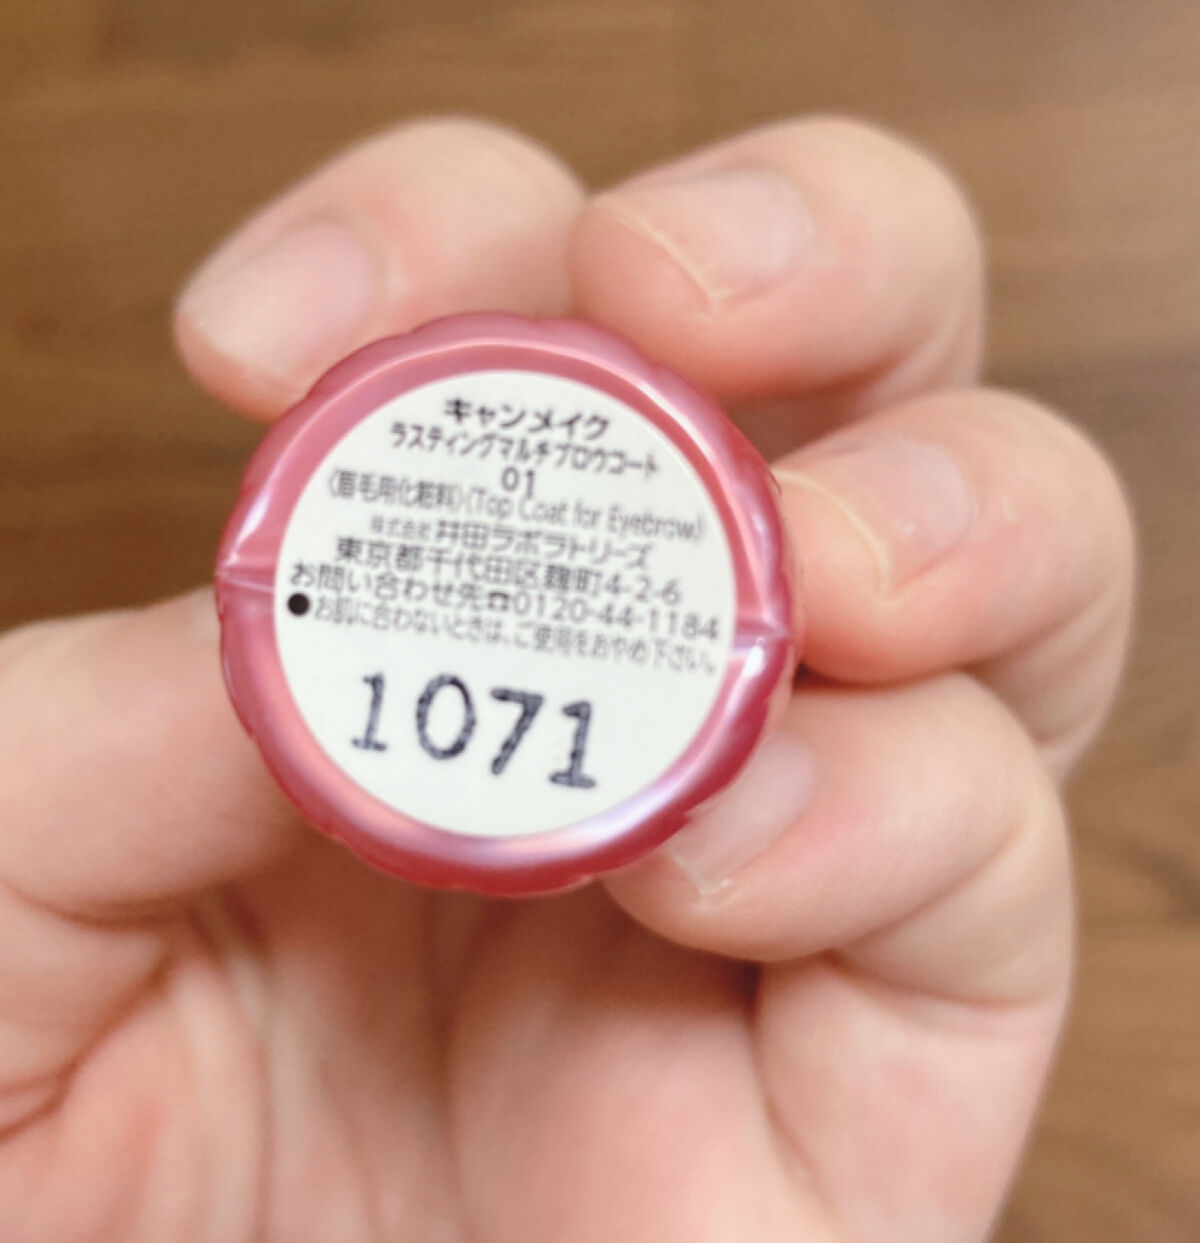 キャンメイク
ラスティングマルチブロウコート
01
〈眉毛用化粧料〉〈Top Coat for Eyebrow〉
株式会社 井田ラボラトリーズ
東京都千代田区麹町4-2-6
お問い合わせ先☎0120-44-1184
●お肌に合わないときは、ご使用をおやめ下さい。
1071